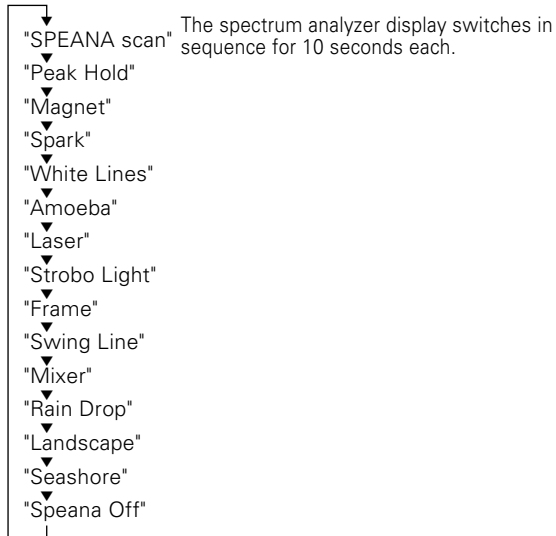 "SPEANA scan" The spectrum analyzer display switches in
sequence for 10 seconds each.
"Peak Hold"
"Magnet"
"Spark"
"White Lines"
"Amoeba"
"Laser"
"Strobo Light"
"Frame"
"Swing Line"
"Mixer"
"Rain Drop"
"Landscape"
"Seashore"
"Speana Off"